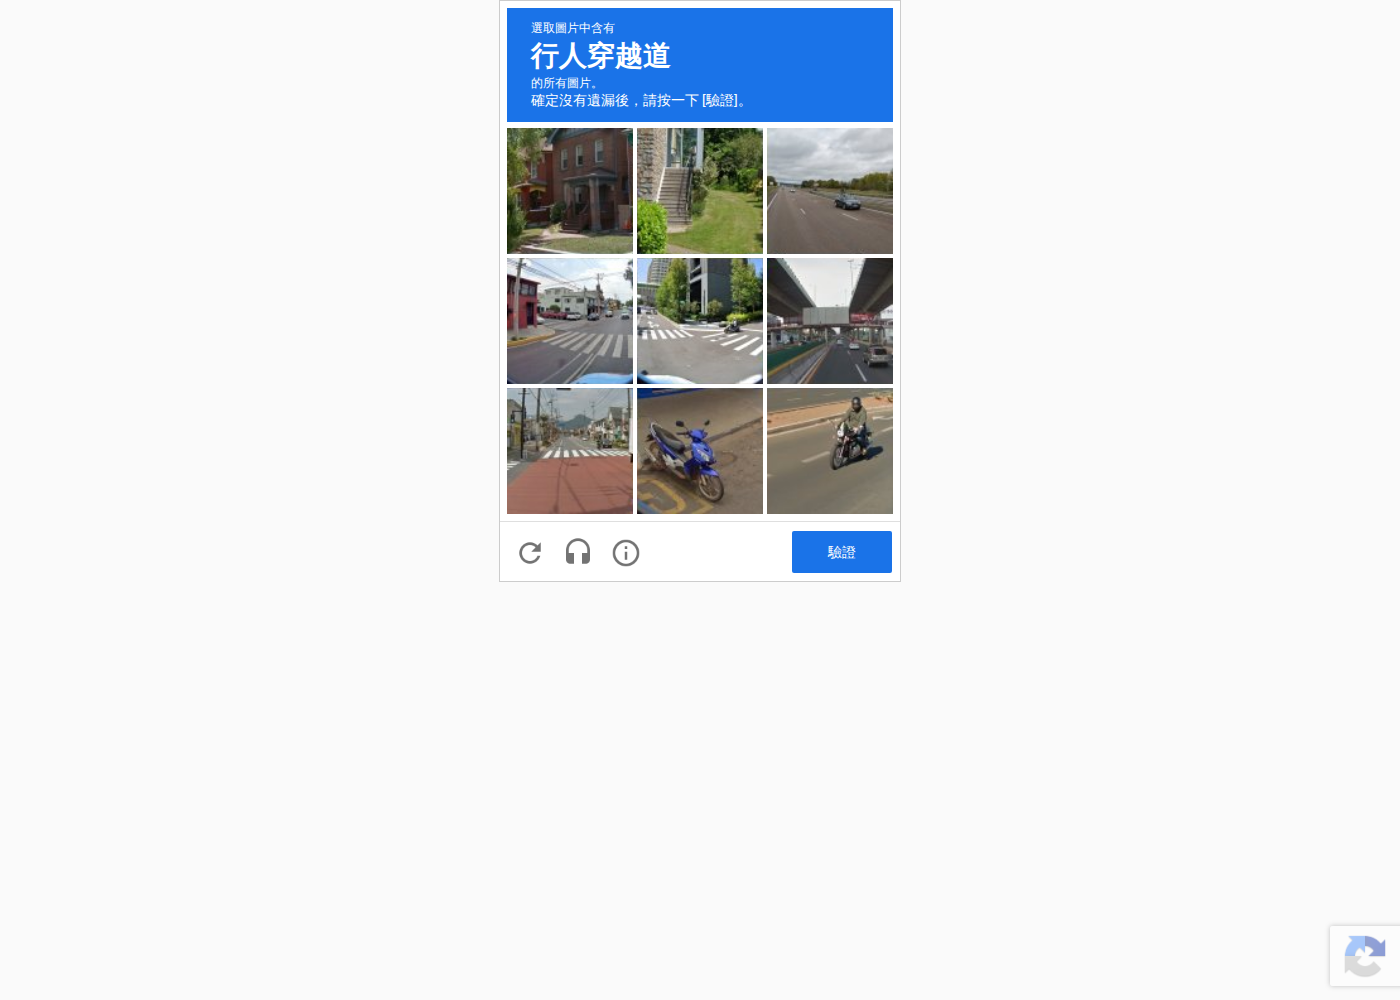 選取圖片中含有
行人穿越道
的所有圖片。
確定沒有遺漏後，請按一下 [驗證]。
驗證